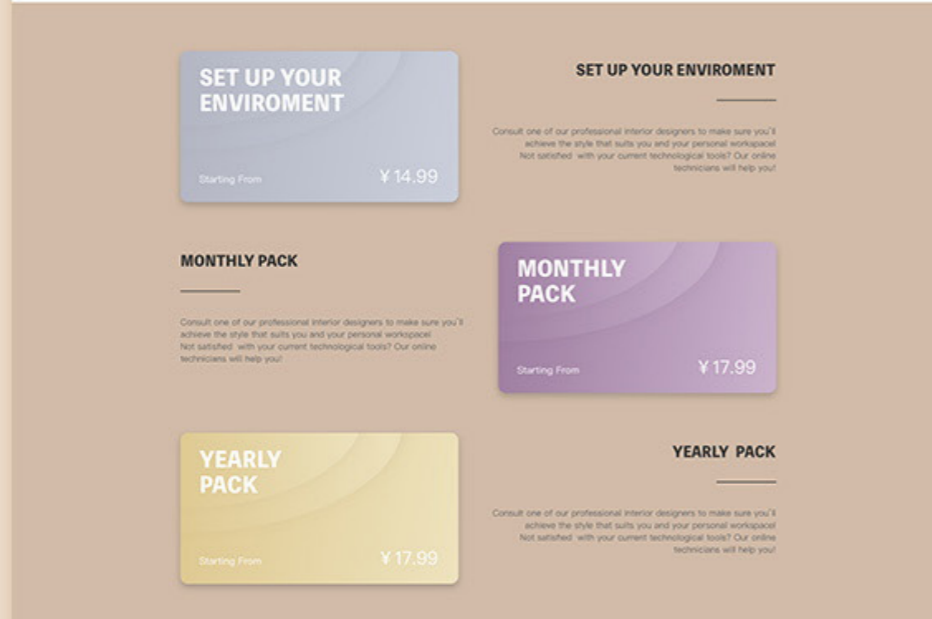 SET UP YOUR
ENVIROMENT
Starting From
¥ 14.99
SET UP YOUR ENVIROMENT
Consult one of our professional interior designers to make sure you'll
achieve the style that suits you and your personal workspace!
Not satisfied with your current technological tools? Our online
technicians will help you!
MONTHLY PACK
Consult one of our professional interior designers to make sure you'll
achieve the style that suits you and your personal workspace!
Not satisfied with your current technological tools? Our online
technicians will help you!
MONTHLY
PACK
Starting From
¥ 17.99
YEARLY
PACK
Starting From
¥ 17.99
YEARLY PACK
Consult one of our professional interior designers to make sure you'll
achieve the style that suits you and your personal workspace!
Not satisfied with your current technological tools? Our online
technicians will help you!